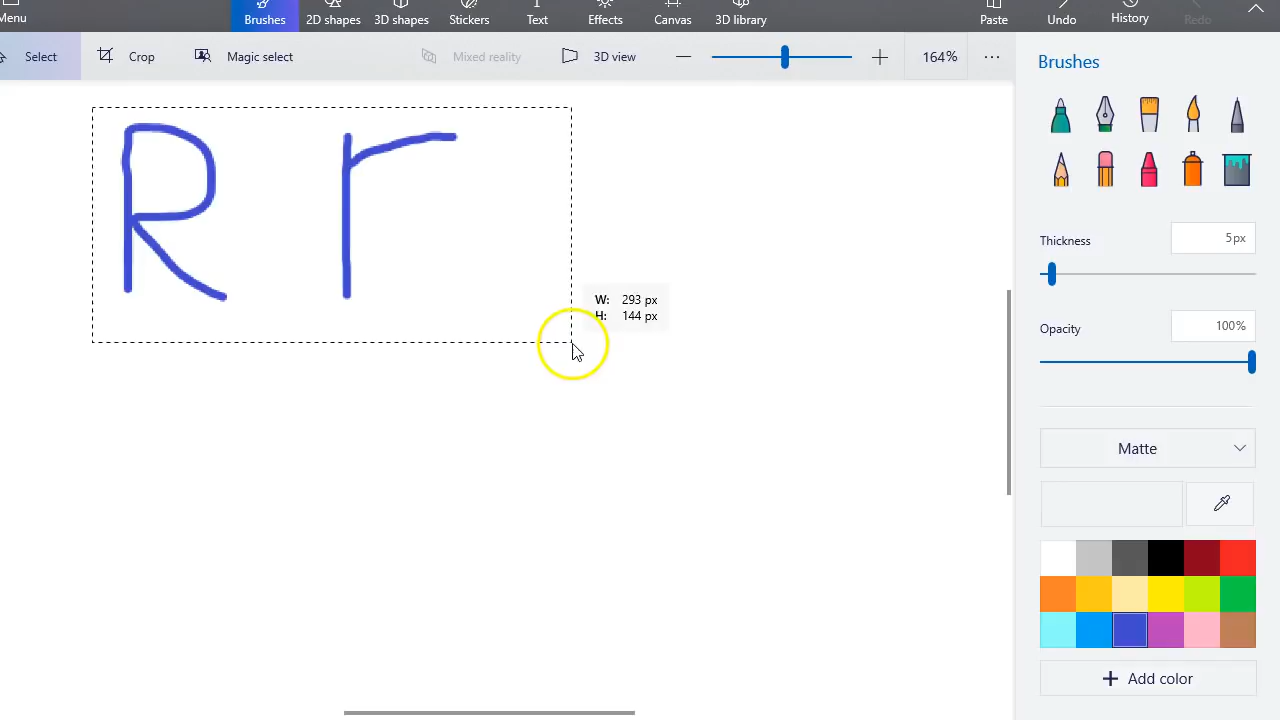 Menu Brushes 2D shapes 3D shapes Stickers Text Effects Canvas 3D library Paste Undo History Redo
Select Crop Magic select Mixed reality 3D view 164%
Brushes
R r
Thickness 5px
W: 293 px
H: 144 px
Opacity 100%
Matte
Add color